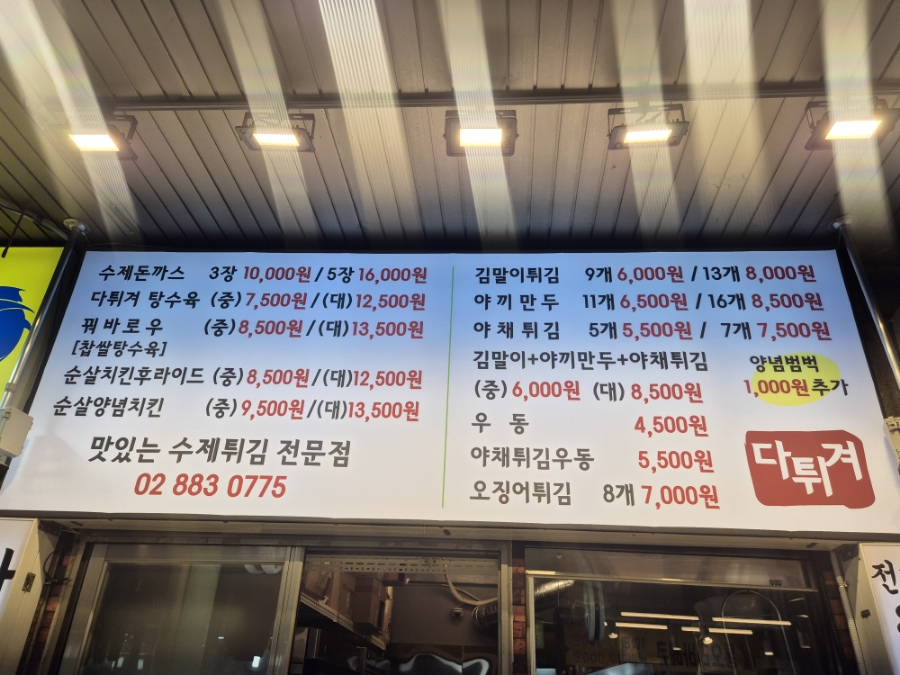 수제돈까스 3장 10,000원 / 5장 16,000원
다튀겨 탕수육 (중) 7,500원 / (대) 12,500원
꿔바로우 (중) 8,500원 / (대) 13,500원
[찹쌀탕수육]
순살치킨후라이드 (중) 8,500원 / (대) 12,500원
순살양념치킨 (중) 9,500원 / (대) 13,500원
맛있는 수제튀김 전문점
02 883 0775
김말이튀김 9개 6,000원 / 13개 8,000원
야끼만두 11개 6,500원 / 16개 8,500원
야채튀김 5개 5,500원 / 7개 7,500원
김말이+야끼만두+야채튀김
(중) 6,000원 (대) 8,500원
양념범벅
1,000원 추가
우동 4,500원
야채튀김우동 5,500원
오징어튀김 8개 7,000원
다튀겨